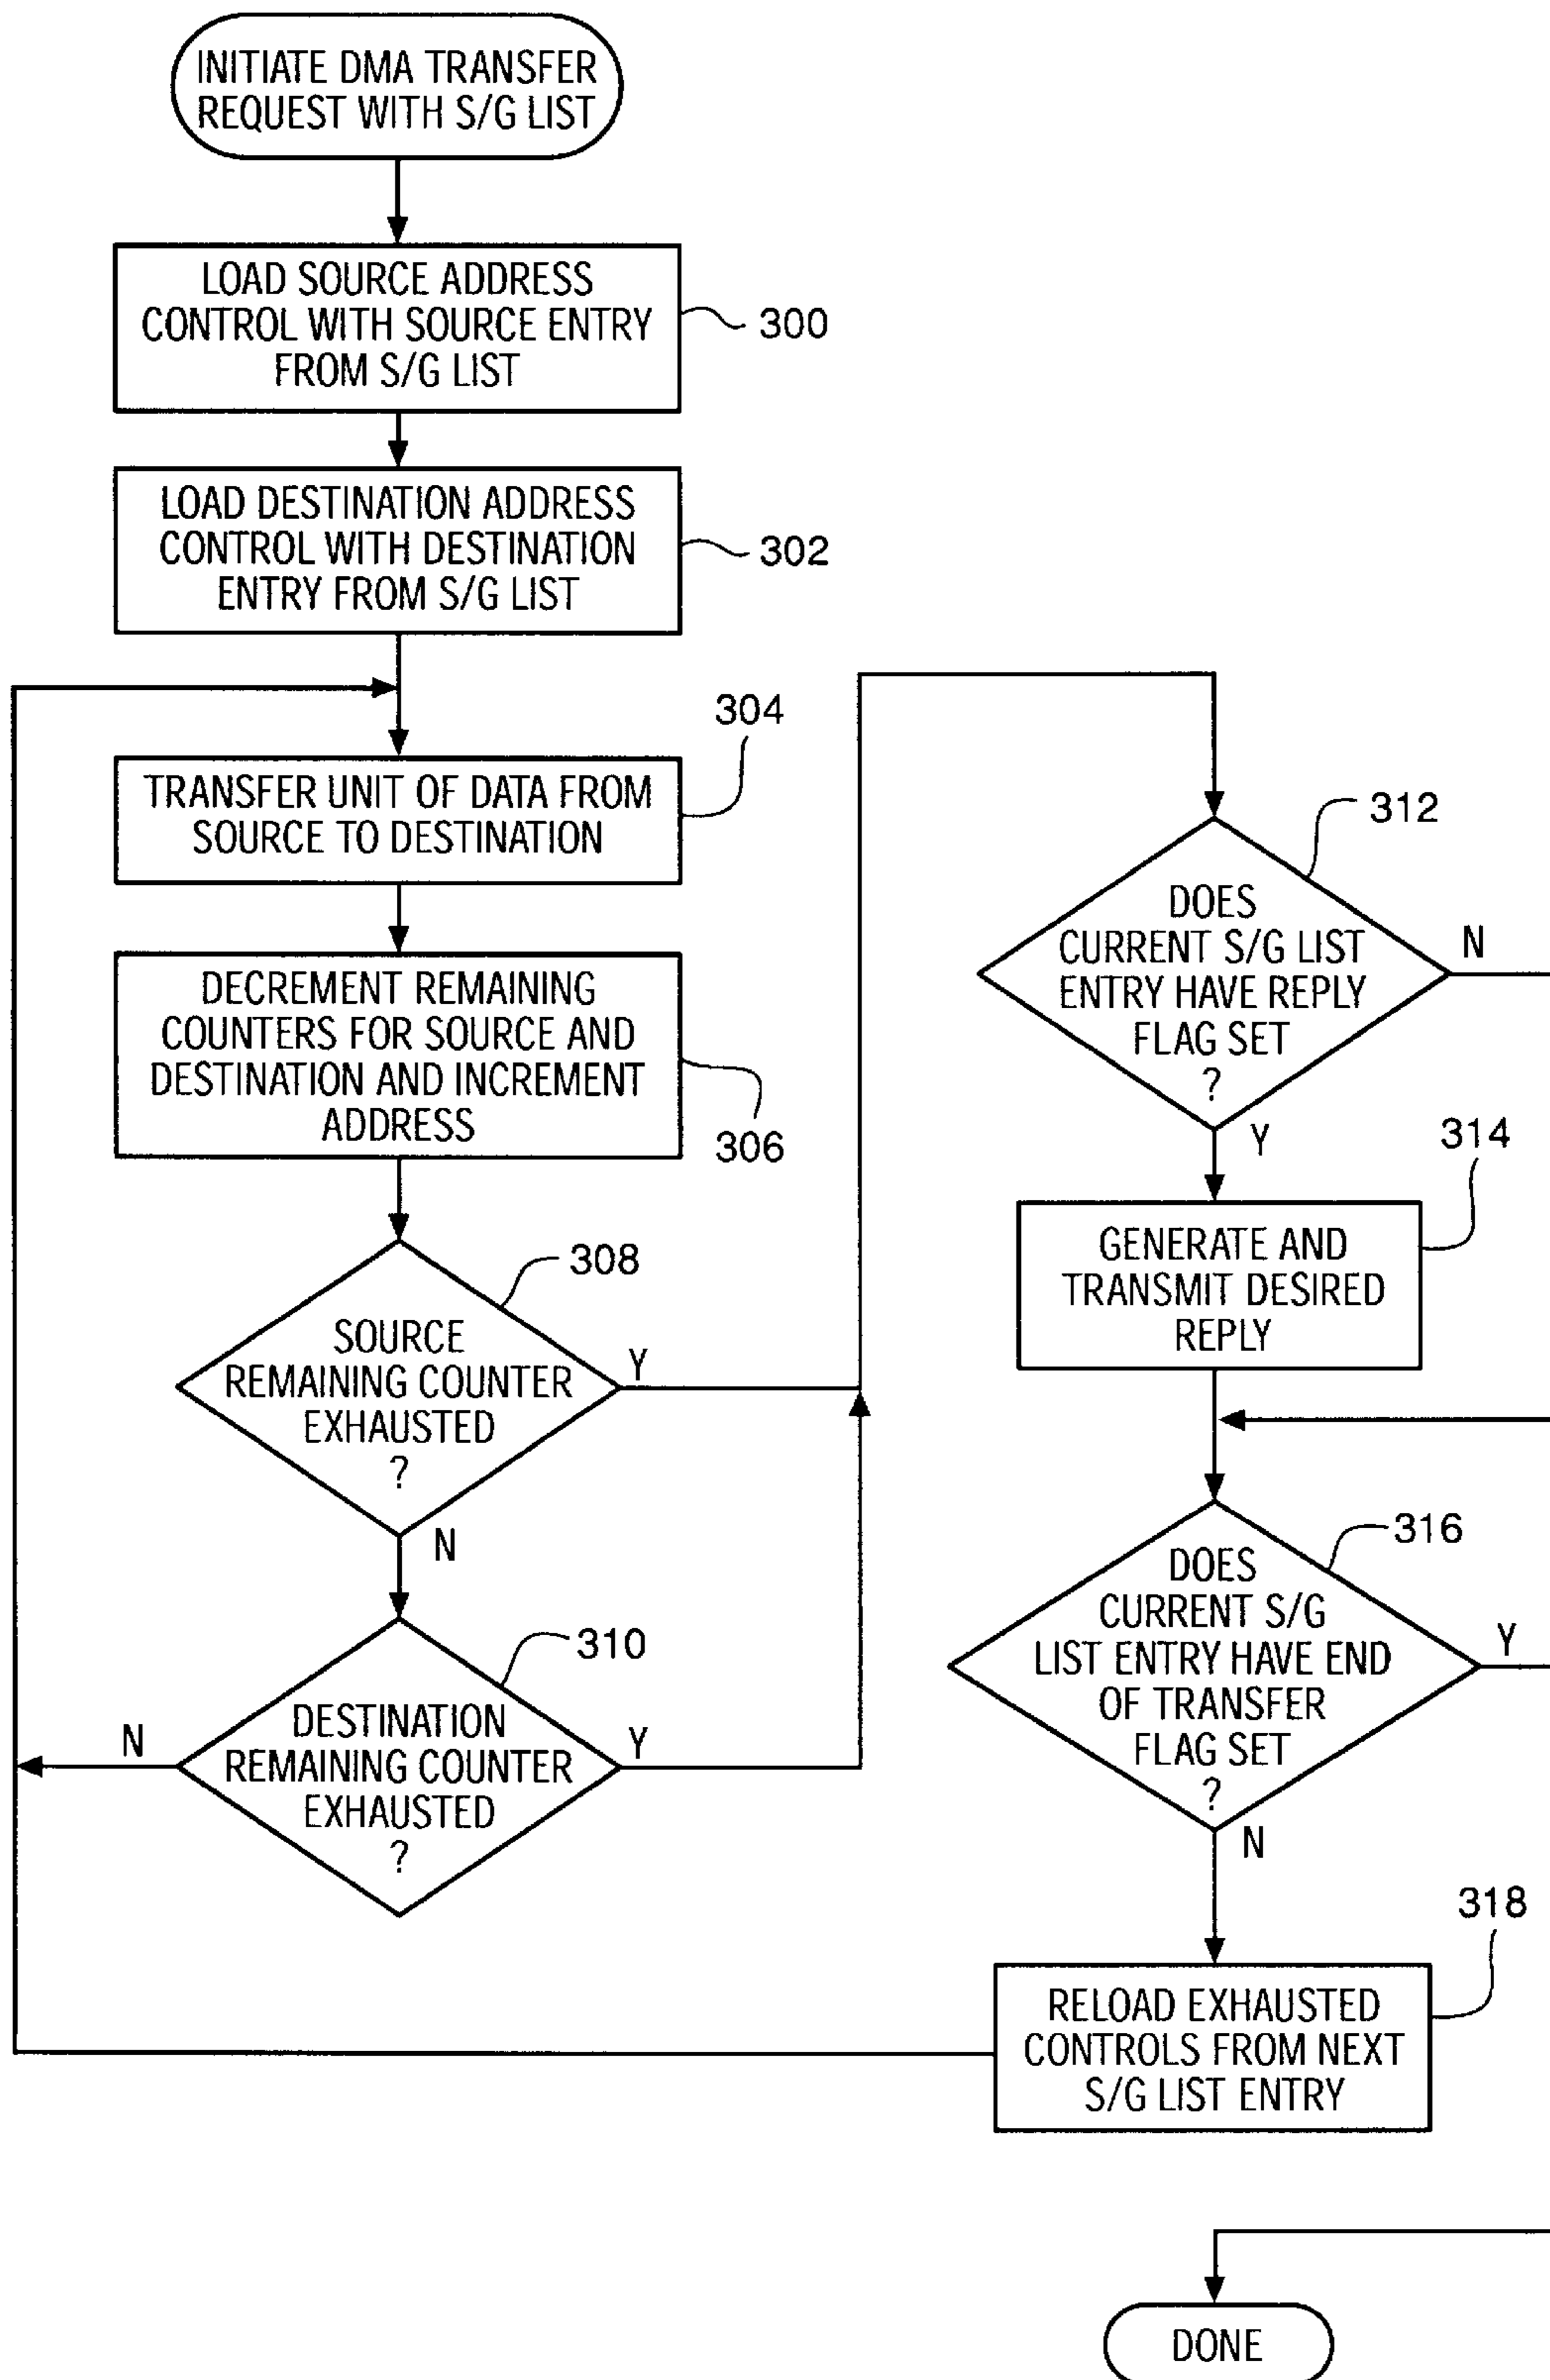 INITIATE DMA TRANSFER
REQUEST WITH S/G LIST
LOAD SOURCE ADDRESS
CONTROL WITH SOURCE ENTRY
FROM S/G LIST
300
LOAD DESTINATION ADDRESS
CONTROL WITH DESTINATION
ENTRY FROM S/G LIST
302
304
TRANSFER UNIT OF DATA FROM
SOURCE TO DESTINATION
DECREMENT REMAINING
COUNTERS FOR SOURCE AND
DESTINATION AND INCREMENT
ADDRESS
306
308
SOURCE
REMAINING COUNTER
EXHAUSTED
?
Y
N
310
DESTINATION
REMAINING COUNTER
EXHAUSTED
?
N
Y
312
DOES
CURRENT S/G LIST
ENTRY HAVE REPLY
FLAG SET
?
N
Y
314
GENERATE AND
TRANSMIT DESIRED
REPLY
316
DOES
CURRENT S/G
LIST ENTRY HAVE END
OF TRANSFER
FLAG SET
?
Y
N
318
RELOAD EXHAUSTED
CONTROLS FROM NEXT
S/G LIST ENTRY
DONE